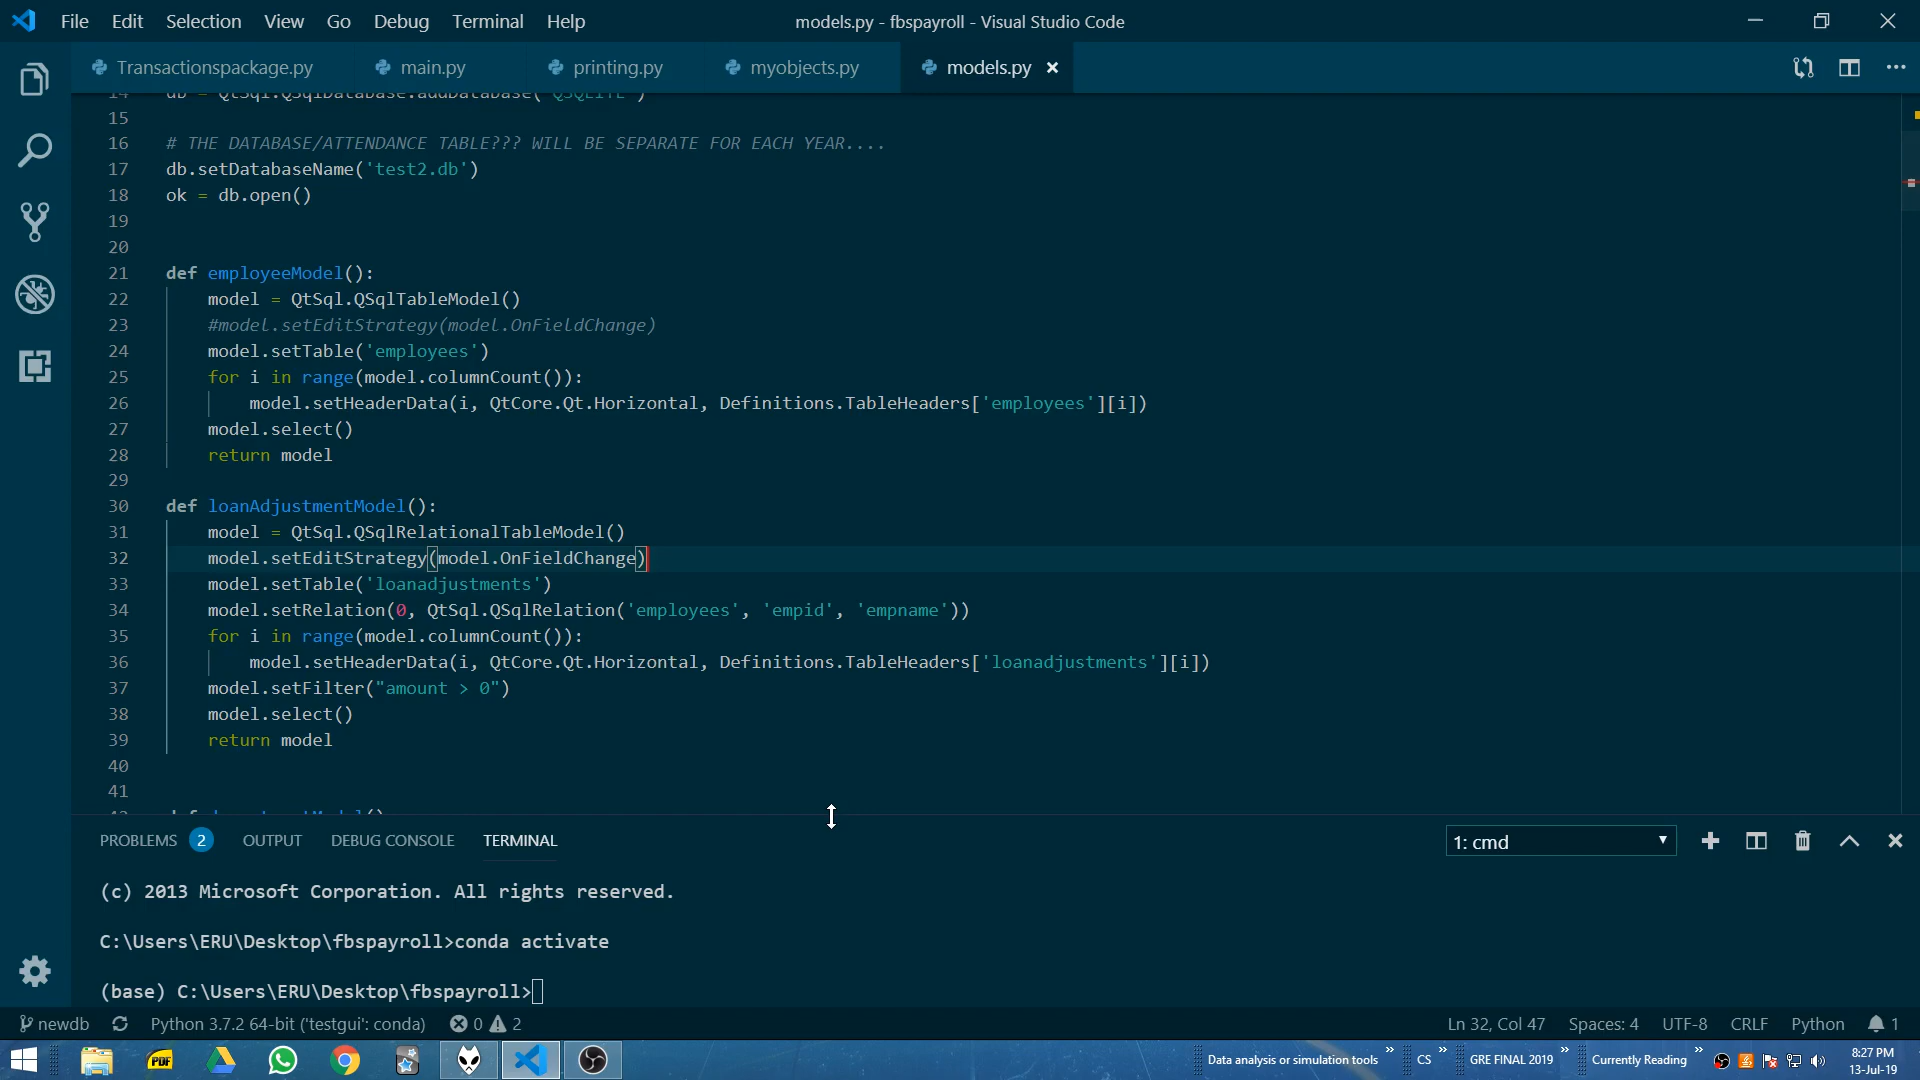 File Edit Selection View Go Debug Terminal Help
models.py - fbspayroll - Visual Studio Code
Transactionspackage.py main.py printing.py myobjects.py models.py
14 db = QtSql.QSqlDatabase.addDatabase('QSQLITE')
15
16 # THE DATABASE/ATTENDANCE TABLE??? WILL BE SEPARATE FOR EACH YEAR....
17 db.setDatabaseName('test2.db')
18 ok = db.open()
19
20
21 def employeeModel():
22 model = QtSql.QSqlTableModel()
23 #model.setEditStrategy(model.OnFieldChange)
24 model.setTable('employees')
25 for i in range(model.columnCount()):
26 model.setHeaderData(i, QtCore.Qt.Horizontal, Definitions.TableHeaders['employees'][i])
27 model.select()
28 return model
29
30 def loanAdjustmentModel():
31 model = QtSql.QSqlRelationalTableModel()
32 model.setEditStrategy(model.OnFieldChange)
33 model.setTable('loanadjustments')
34 model.setRelation(0, QtSql.QSqlRelation('employees', 'empid', 'empname'))
35 for i in range(model.columnCount()):
36 model.setHeaderData(i, QtCore.Qt.Horizontal, Definitions.TableHeaders['loanadjustments'][i])
37 model.setFilter("amount > 0")
38 model.select()
39 return model
40
41
PROBLEMS 2 OUTPUT DEBUG CONSOLE TERMINAL 1: cmd
(c) 2013 Microsoft Corporation. All rights reserved.
C:\Users\ERU\Desktop\fbspayroll>conda activate
(base) C:\Users\ERU\Desktop\fbspayroll>
newdb Python 3.7.2 64-bit ('testgui': conda) 0 2 Ln 32, Col 47 Spaces: 4 UTF-8 CRLF Python 1
PDF Data analysis or simulation tools » CS » GRE FINAL 2019 » Currently Reading » 8:27 PM
13-Jul-19